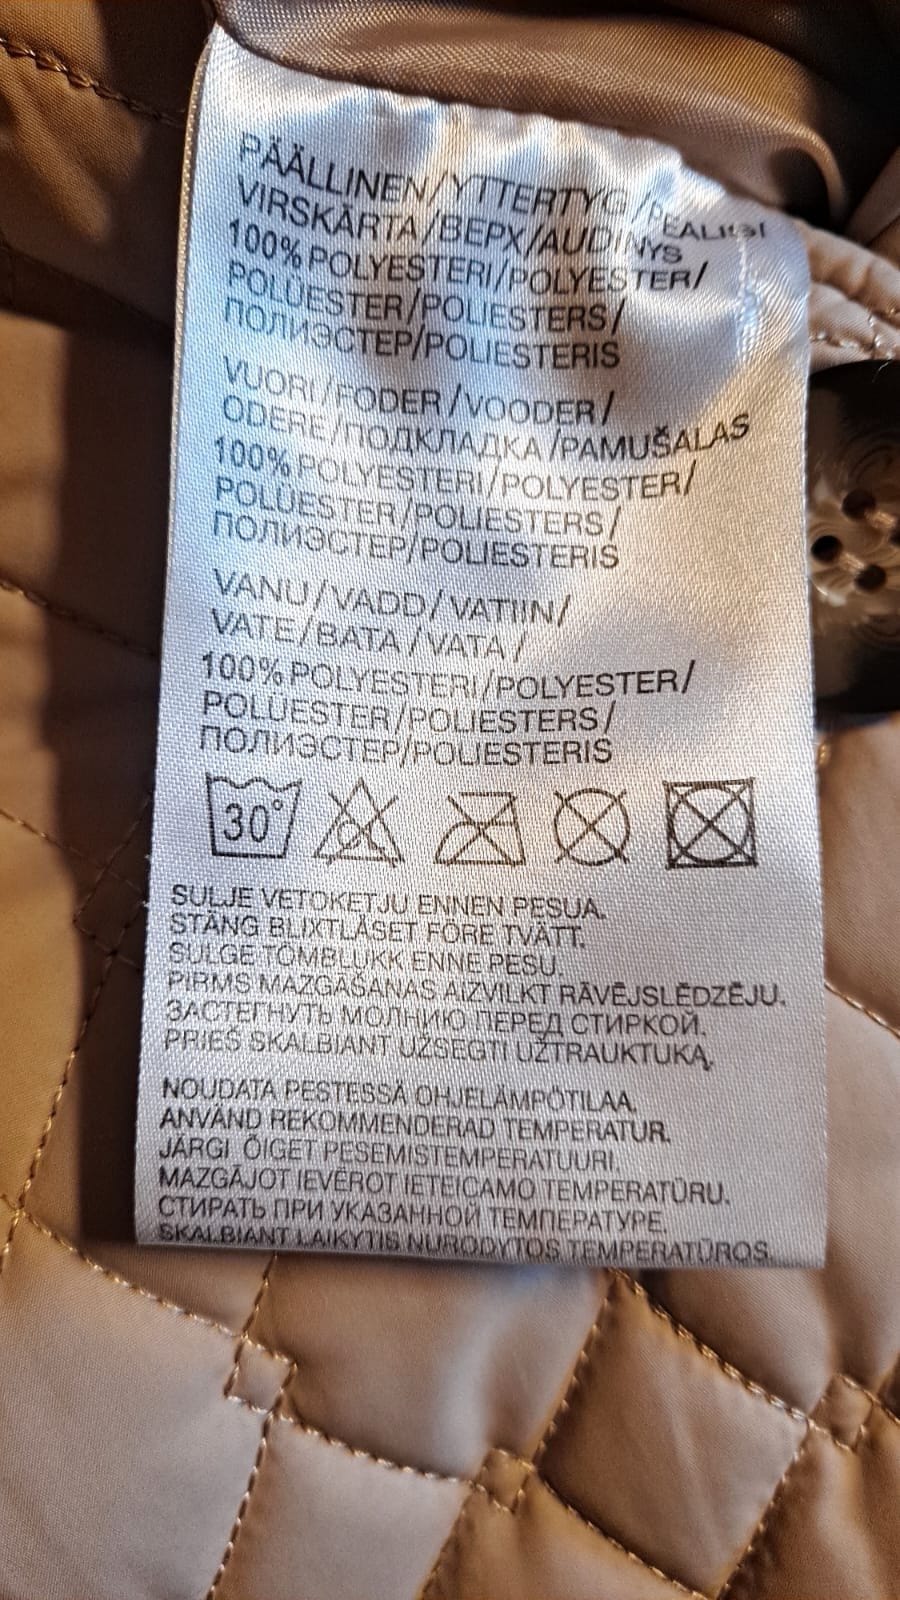 PÄÄLLINEN/YTTERTYG/PEALISI
VIRSKĀRTA/ВЕРХ/AUDINYS
100% POLYESTERI/POLYESTER/
POLÜESTER/POLIESTERS/
ПОЛИЭСТЕР/POLIESTERIS
VUORI/FODER/VOODER/
ODERE/ПОДКЛАДКА/PAMUŠALAS
100% POLYESTERI/POLYESTER/
POLÜESTER/POLIESTERS/
ПОЛИЭСТЕР/POLIESTERIS
VANU/VADD/VATIIN/
VATE/ВАТА/VATA/
100% POLYESTERI/POLYESTER/
POLÜESTER/POLIESTERS/
ПОЛИЭСТЕР/POLIESTERIS
30°
SULJE VETOKETJU ENNEN PESUA.
STÄNG BLIXTLÅSET FÖRE TVÄTT.
SULGE TÕMBLUKK ENNE PESU.
PIRMS MAZGĀŠANAS AIZVILKT RĀVĒJSLĒDZĒJU.
ЗАСТЕГНУТЬ МОЛНИЮ ПЕРЕД СТИРКОЙ.
PRIEŠ SKALBIANT UŽSEGTI UŽTRAUKTUKĄ.
NOUDATA PESTESSÄ OHJELÄMPÖTILAA.
ANVÄND REKOMMENDERAD TEMPERATUR.
JÄRGI ÕIGET PESEMISTEMPERATUURI.
MAZGĀJOT IEVĒROT IETEICAMO TEMPERATŪRU.
СТИРАТЬ ПРИ УКАЗАННОЙ ТЕМПЕРАТУРЕ.
SKALBIANT LAIKYTIS NURODYTOS TEMPERATŪROS.